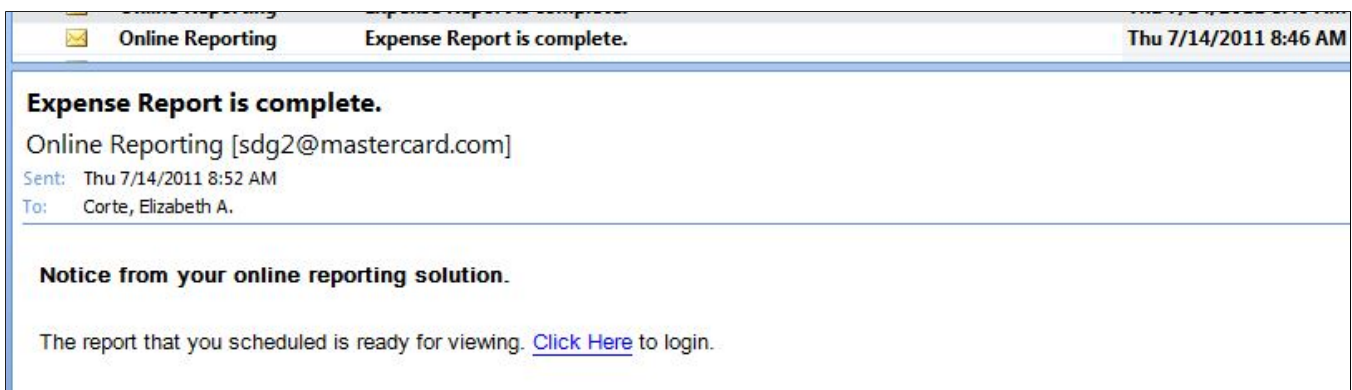 Online Reporting Expense Report is complete. Thu 7/14/2011 8:46 AM
Expense Report is complete.
Online Reporting [sdg2@mastercard.com]
Sent: Thu 7/14/2011 8:52 AM
To: Corte, Elizabeth A.
Notice from your online reporting solution.
The report that you scheduled is ready for viewing. Click Here to login.